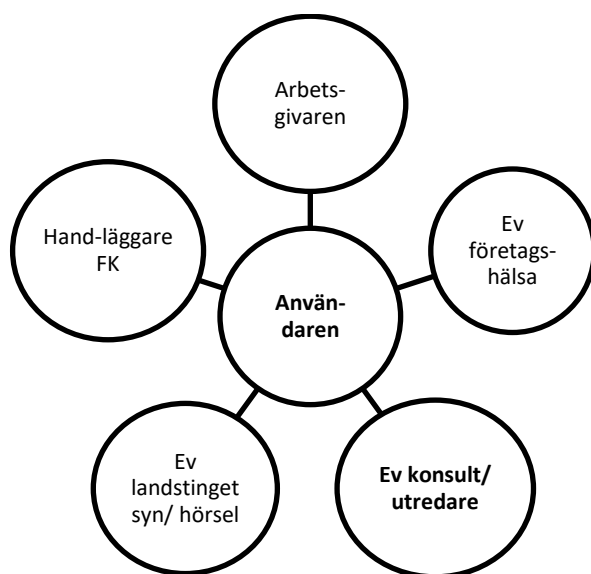 Arbets-
givaren
Hand-läggare
FK
Ev
företags-
hälsa
Använ-
daren
Ev
landstinget
syn/ hörsel
Ev konsult/
utredare